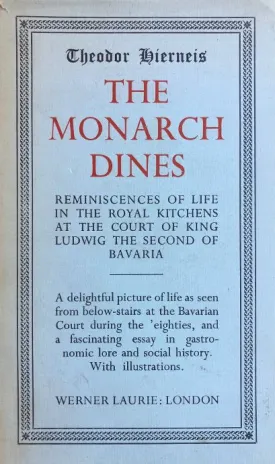 Theodor Hierneis
THE
MONARCH
DINES
REMINISCENCES OF LIFE
IN THE ROYAL KITCHENS
AT THE COURT OF KING
LUDWIG THE SECOND OF
BAVARIA
A delightful picture of life as seen
from below-stairs at the Bavarian
Court during the 'eighties, and
a fascinating essay in gastro-
nomic lore and social history.
With illustrations.
WERNER LAURIE: LONDON